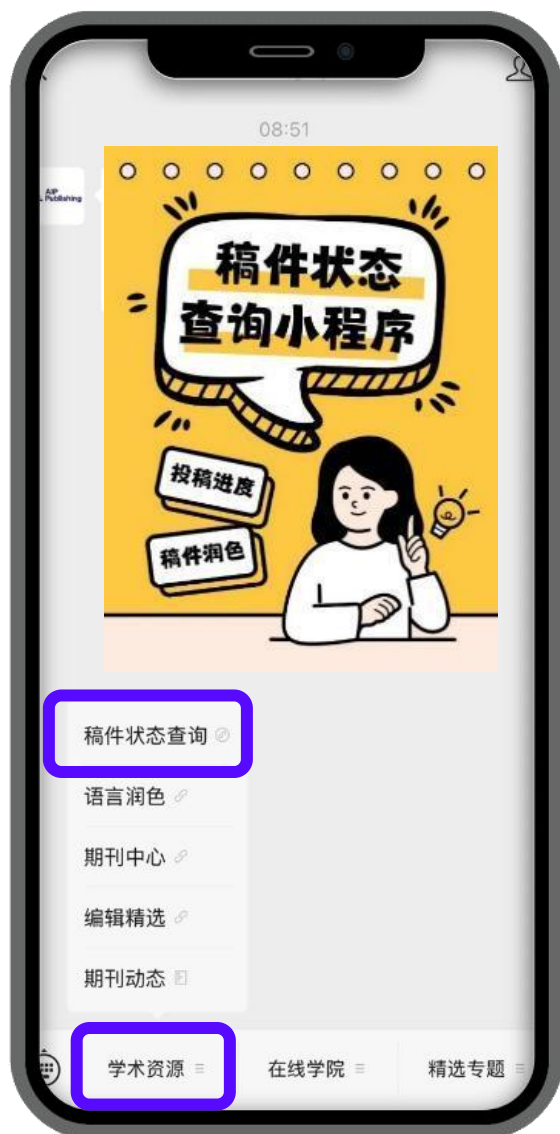 08:51
AIP
Publishing
稿件状态
查询小程序
投稿进度
稿件润色
稿件状态查询
语言润色
期刊中心
编辑精选
期刊动态
学术资源
在线学院
精选专题